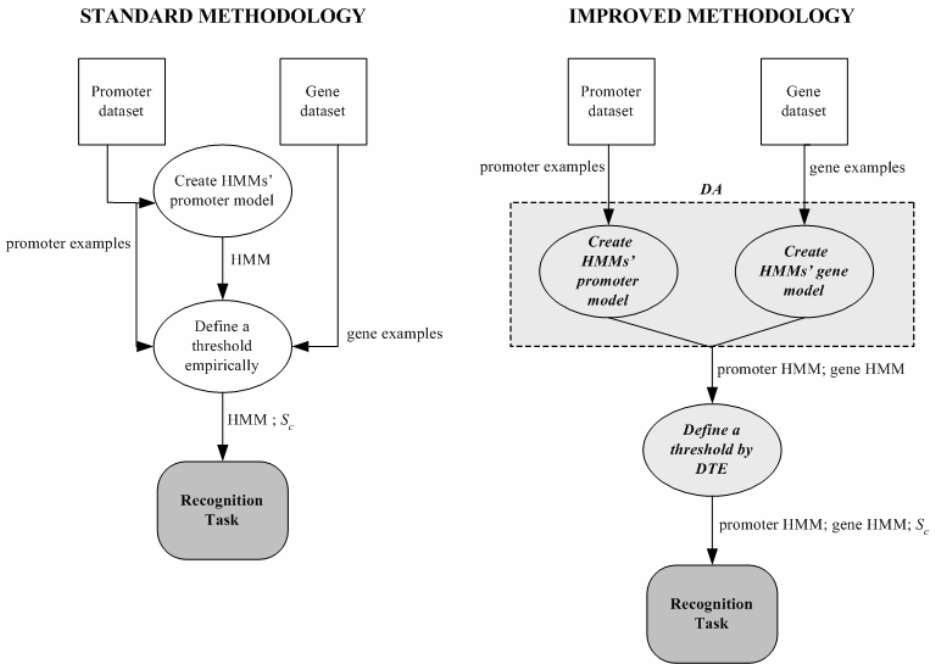 STANDARD METHODOLOGY
Promoter
dataset
Gene
dataset
Create HMMs'
promoter model
promoter examples
HMM
Define a
threshold
empirically
gene examples
HMM ; Sc
Recognition
Task
IMPROVED METHODOLOGY
Promoter
dataset
Gene
dataset
promoter examples
gene examples
DA
Create
HMMs'
promoter
model
Create
HMMs' gene
model
promoter HMM; gene HMM
Define a
threshold by
DTE
promoter HMM; gene HMM; Sc
Recognition
Task